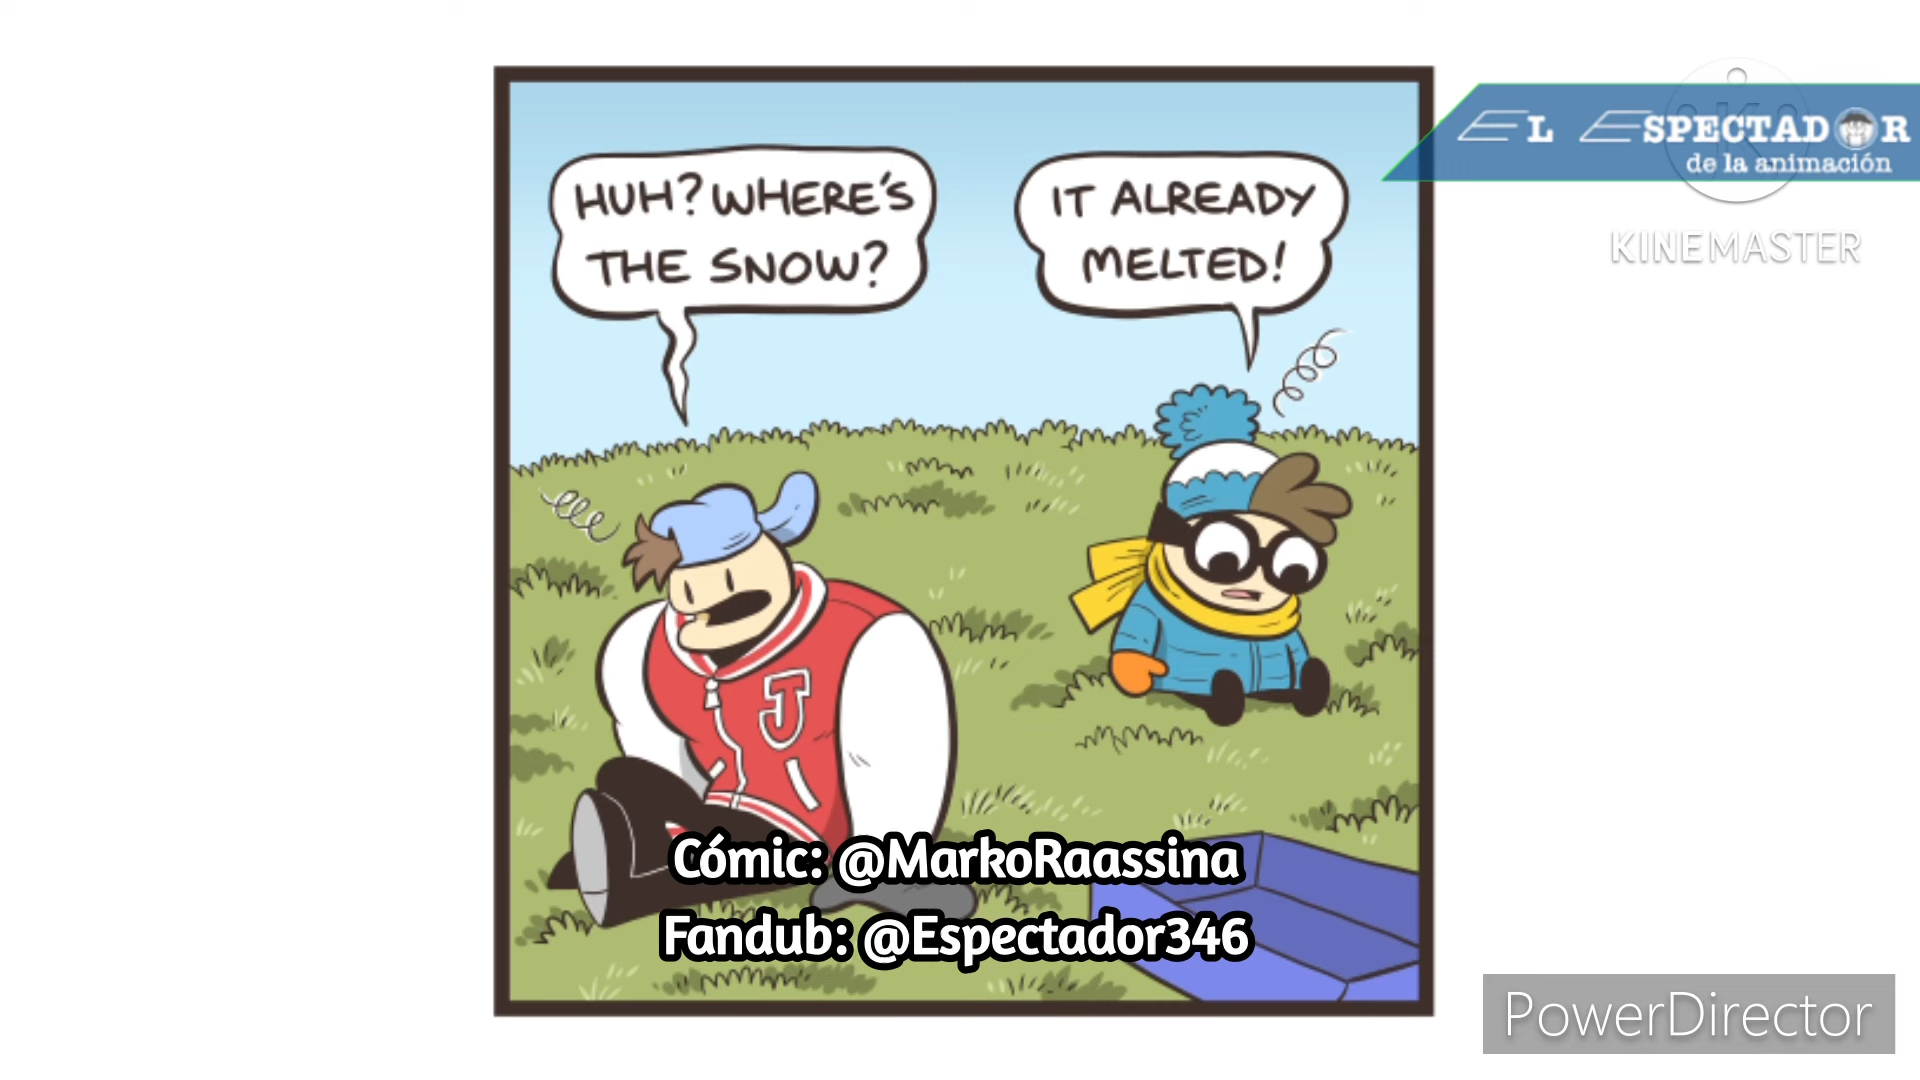 HUH? WHERE'S
THE SNOW?
IT ALREADY
MELTED!
EL ESPECTADOR
de la animación
KINEMASTER
J
Cómic: @MarkoRaassina
Fandub: @Espectador346
PowerDirector